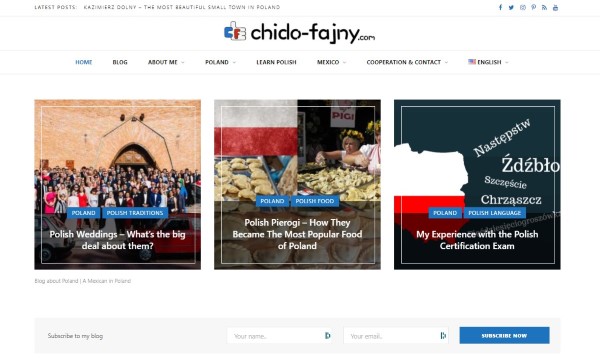 LATEST POSTS: KAZIMIERZ DOLNY – THE MOST BEAUTIFUL SMALL TOWN IN POLAND
chido-fajny.com
HOME BLOG ABOUT ME POLAND LEARN POLISH MEXICO COOPERATION & CONTACT ENGLISH
PIGI
Następstw
Źdźbło
Szczęście
Chrząszcz
POLAND POLISH TRADITIONS
Polish Weddings – What's the big
deal about them?
POLAND POLISH FOOD
Polish Pierogi – How They
Became The Most Popular Food
of Poland
POLAND POLISH LANGUAGE
My Experience with the Polish
Certification Exam
Blog about Poland | A Mexican in Poland
Subscribe to my blog Your name.. Your email.. SUBSCRIBE NOW